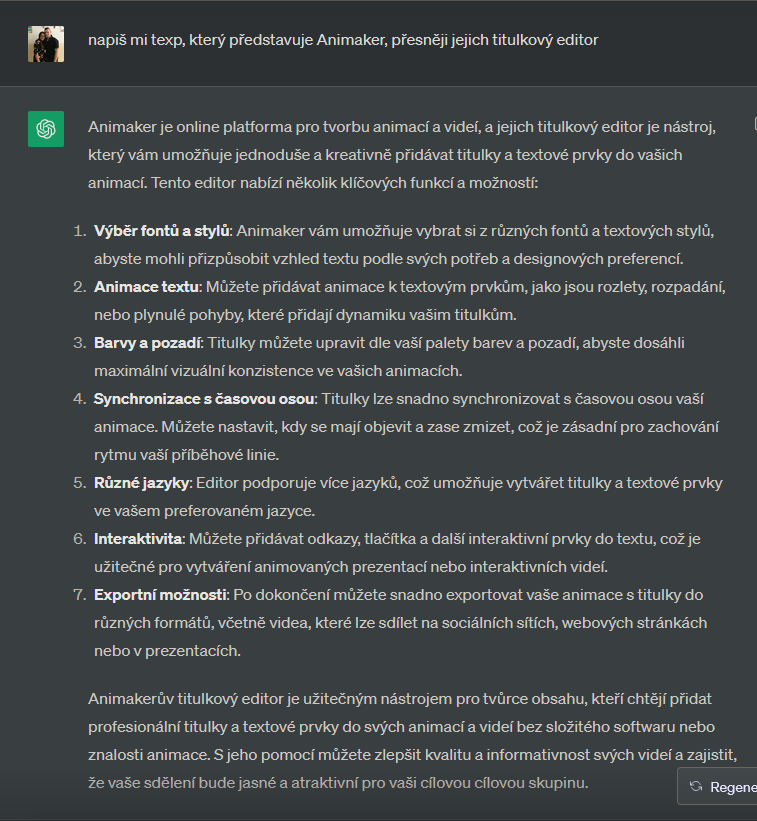 napiš mi texp, který představuje Animaker, přesněji jejich titulkový editor
Animaker je online platforma pro tvorbu animací a videí, a jejich titulkový editor je nástroj,
který vám umožňuje jednoduše a kreativně přidávat titulky a textové prvky do vašich
animací. Tento editor nabízí několik klíčových funkcí a možností:
1. Výběr fontů a stylů: Animaker vám umožňuje vybrat si z různých fontů a textových stylů,
abyste mohli přizpůsobit vzhled textu podle svých potřeb a designových preferencí.
2. Animace textu: Můžete přidávat animace k textovým prvkům, jako jsou rozlety, rozpadání,
nebo plynulé pohyby, které přidají dynamiku vašim titulkům.
3. Barvy a pozadí: Titulky můžete upravit dle vaší palety barev a pozadí, abyste dosáhli
maximální vizuální konzistence ve vašich animacích.
4. Synchronizace s časovou osou: Titulky lze snadno synchronizovat s časovou osou vaší
animace. Můžete nastavit, kdy se mají objevit a zase zmizet, což je zásadní pro zachování
rytmu vaší příběhové linie.
5. Různé jazyky: Editor podporuje více jazyků, což umožňuje vytvářet titulky a textové prvky
ve vašem preferovaném jazyce.
6. Interaktivita: Můžete přidávat odkazy, tlačítka a další interaktivní prvky do textu, což je
užitečné pro vytváření animovaných prezentací nebo interaktivních videí.
7. Exportní možnosti: Po dokončení můžete snadno exportovat vaše animace s titulky do
různých formátů, včetně videa, které lze sdílet na sociálních sítích, webových stránkách
nebo v prezentacích.
Animakerův titulkový editor je užitečným nástrojem pro tvůrce obsahu, kteří chtějí přidat
profesionální titulky a textové prvky do svých animací a videí bez složitého softwaru nebo
znalosti animace. S jeho pomocí můžete zlepšit kvalitu a informativnost svých videí a zajistit,
že vaše sdělení bude jasné a atraktivní pro vaši cílovou cílovou skupinu.
Regene